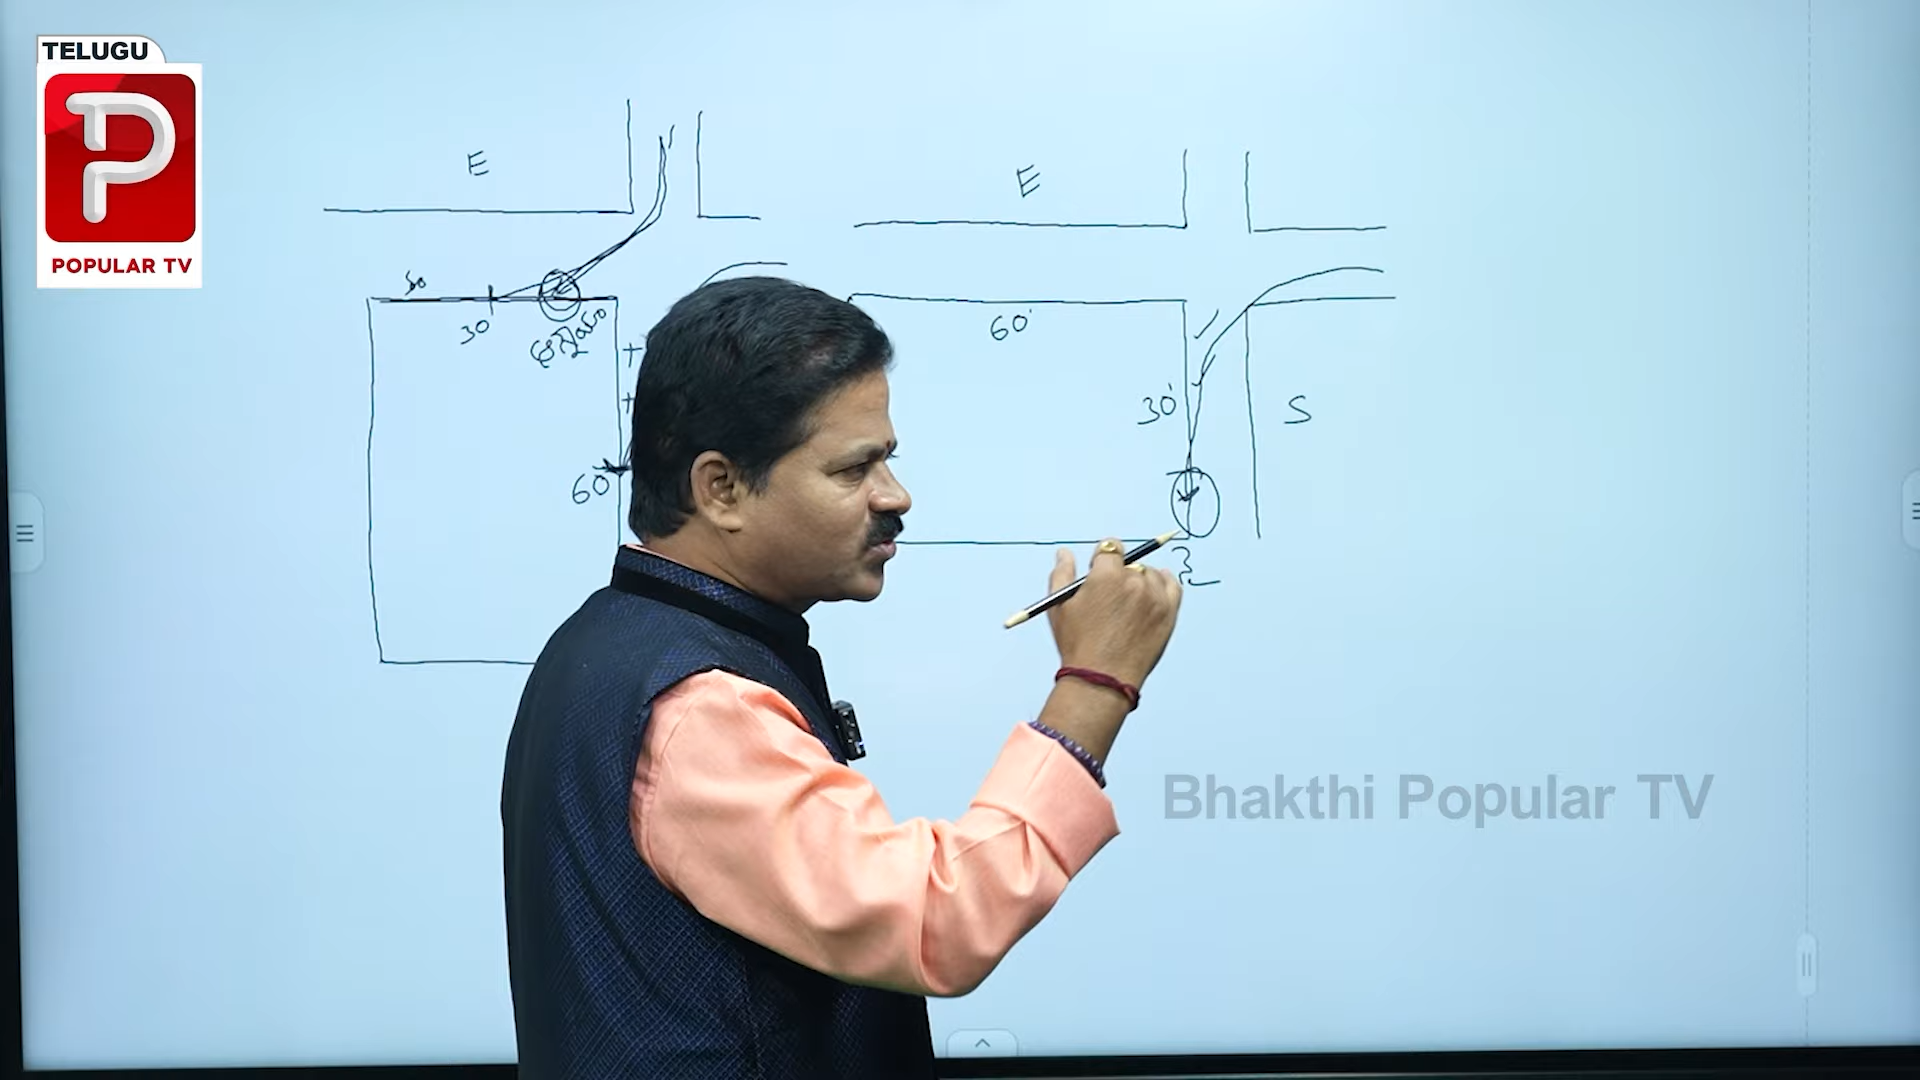 TELUGU
P
POPULAR TV
E
E
30
60'
30'
S
60
Bhakthi Popular TV